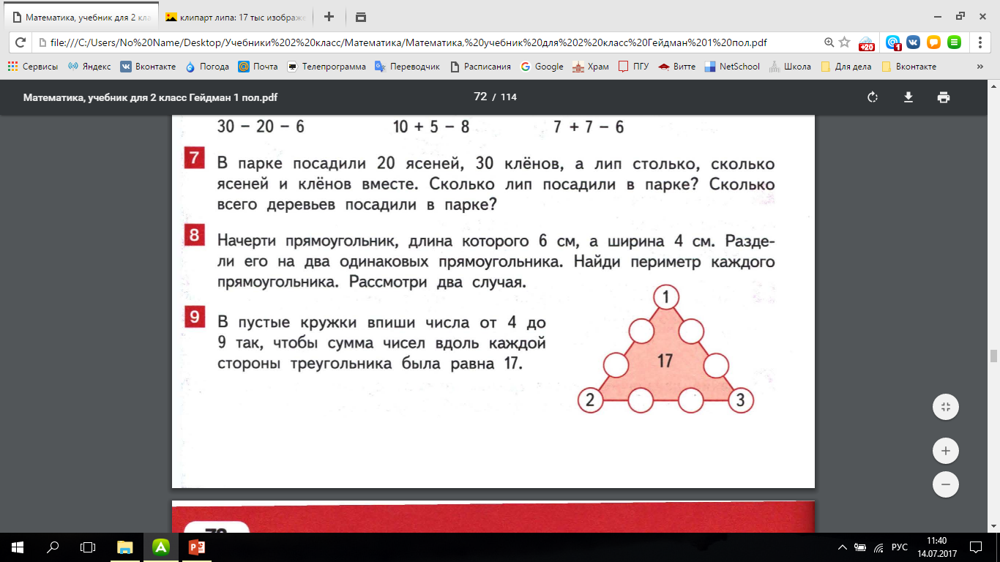 Математика, учебник для 2 кла
клипарт липа: 17 тыс изображе
file:///C:/Users/No%20Name/Desktop/Учебники%202%20класс/Математика/Математика,%20учебник%20для%202%20класс%20Гейдман%201%20пол.pdf
+20
1
Сервисы Яндекс Вконтакте Погода Почта Телепрограмма Переводчик Расписания Google Храм ПГУ Витте NetSchool Школа Для дела Вконтакте »
Математика, учебник для 2 класс Гейдман 1 пол.pdf 72 / 114
30 − 20 − 6 10 + 5 − 8 7 + 7 − 6
7 В парке посадили 20 ясеней, 30 клёнов, а лип столько, сколько
ясеней и клёнов вместе. Сколько лип посадили в парке? Сколько
всего деревьев посадили в парке?
8 Начерти прямоугольник, длина которого 6 см, а ширина 4 см. Разде-
ли его на два одинаковых прямоугольника. Найди периметр каждого
прямоугольника. Рассмотри два случая.
9 В пустые кружки впиши числа от 4 до
9 так, чтобы сумма чисел вдоль каждой
стороны треугольника была равна 17.
1
17
2 3
РУС
11:40
14.07.2017